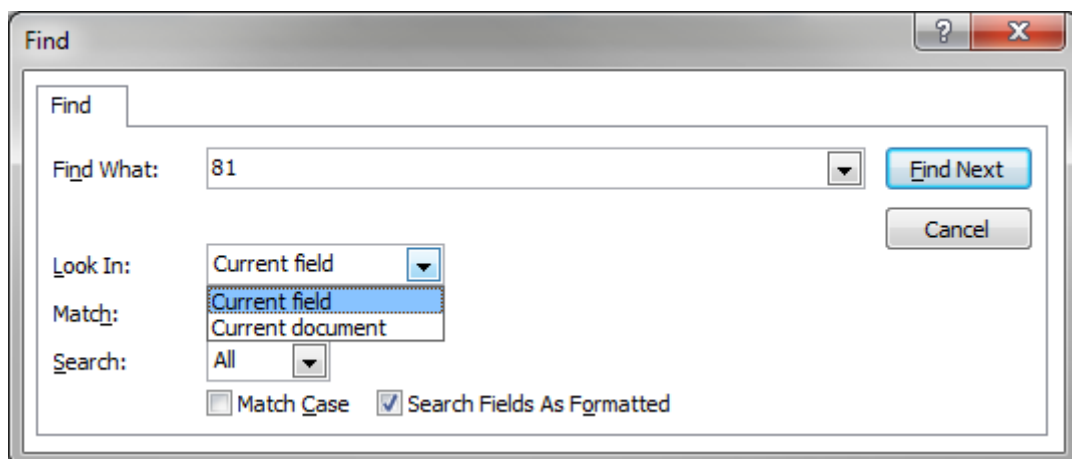 Find
Find
Find What: 81 Find Next
Cancel
Look In: Current field
Current field
Match:
Current document
Search: All
Match Case Search Fields As Formatted